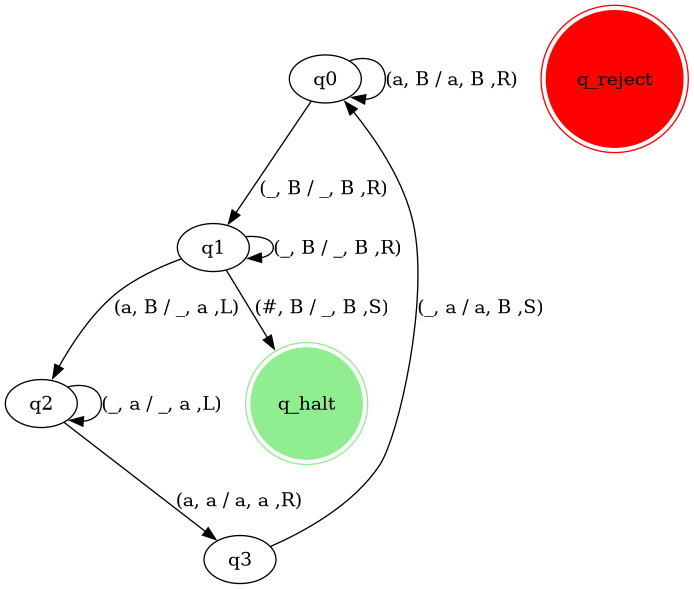 q0
(a, B / a, B ,R)
q_reject
(_, B / _, B ,R)
q1
(_, B / _, B ,R)
(a, B / _, a ,L)
(#, B / _, B ,S)
(_, a / a, B ,S)
q2
(_, a / _, a ,L)
q_halt
(a, a / a, a ,R)
q3